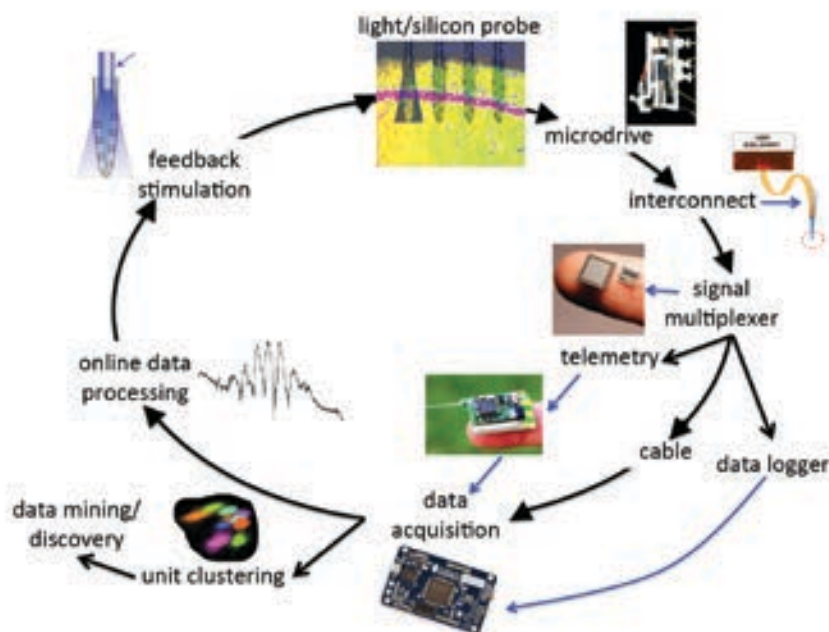 light/silicon probe
microdrive
interconnect
signal
multiplexer
telemetry
cable
data logger
data
acquisition
unit clustering
data mining/
discovery
online data
processing
feedback
stimulation